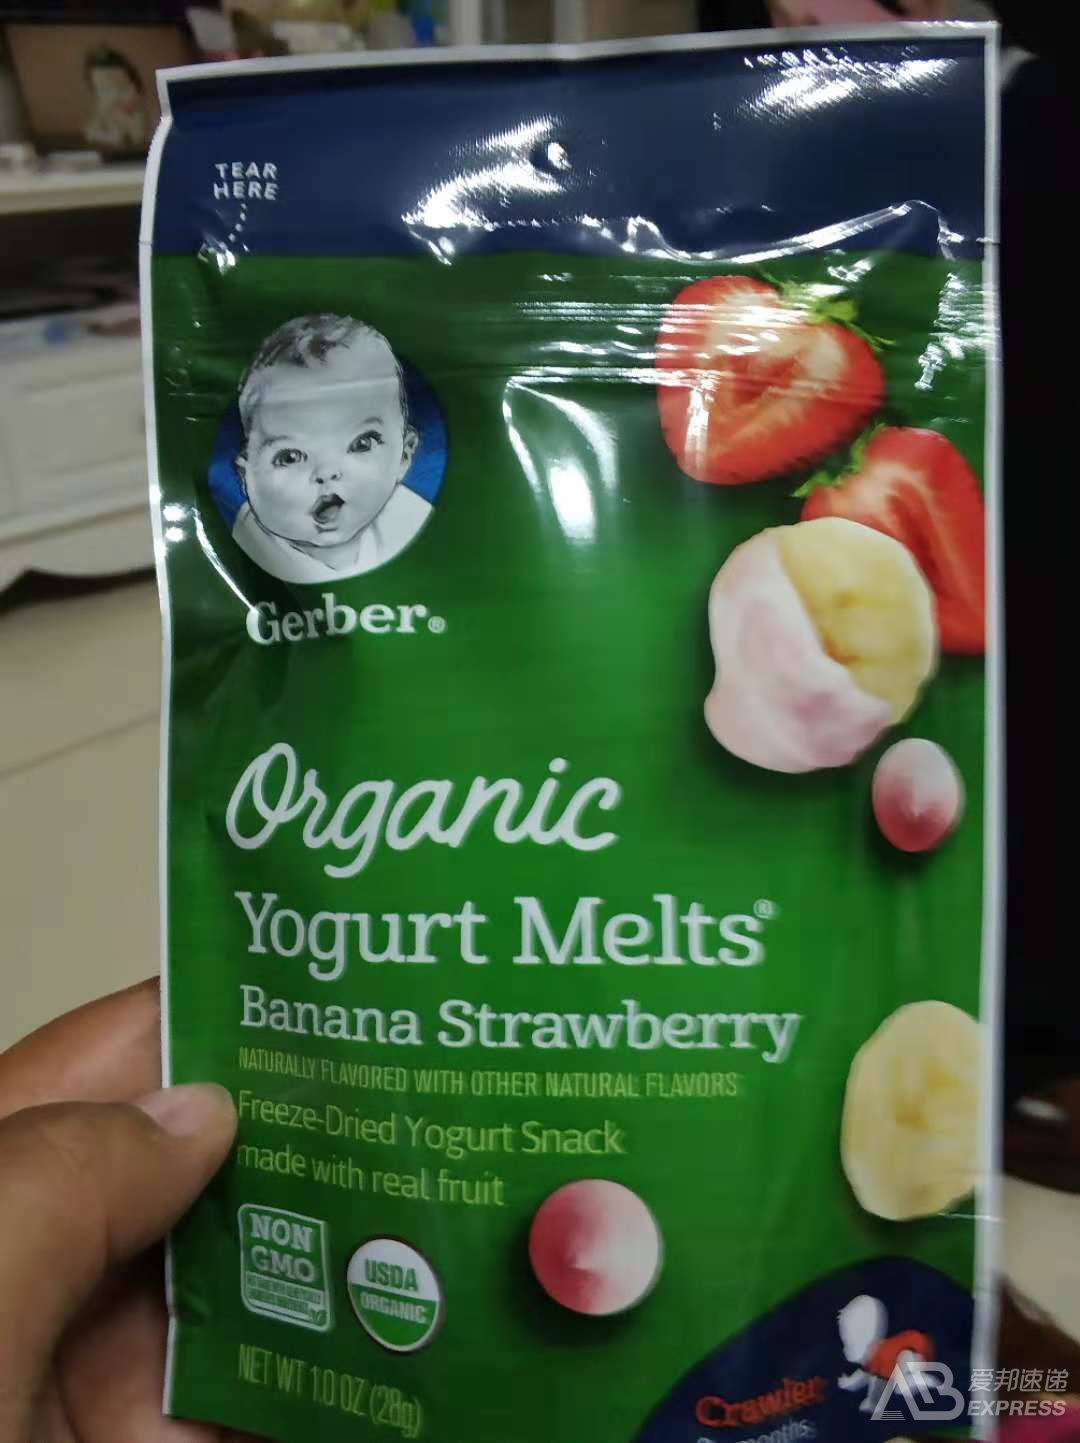 TEAR
HERE
Gerber®
Organic
Yogurt Melts®
Banana Strawberry
NATURALLY FLAVORED WITH OTHER NATURAL FLAVORS
Freeze-Dried Yogurt Snack
made with real fruit
NON
GMO
USDA
ORGANIC
NET WT 1.0 OZ (28g)
Crawler
months
AB 爱邦速递
EXPRESS